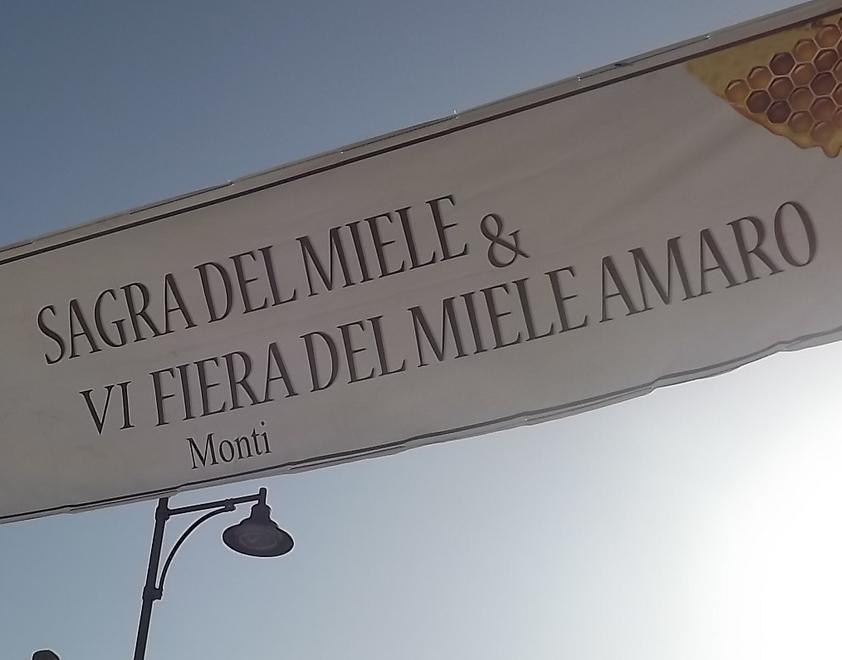 SAGRA DEL MIELE &
VI FIERA DEL MIELE AMARO
Monti